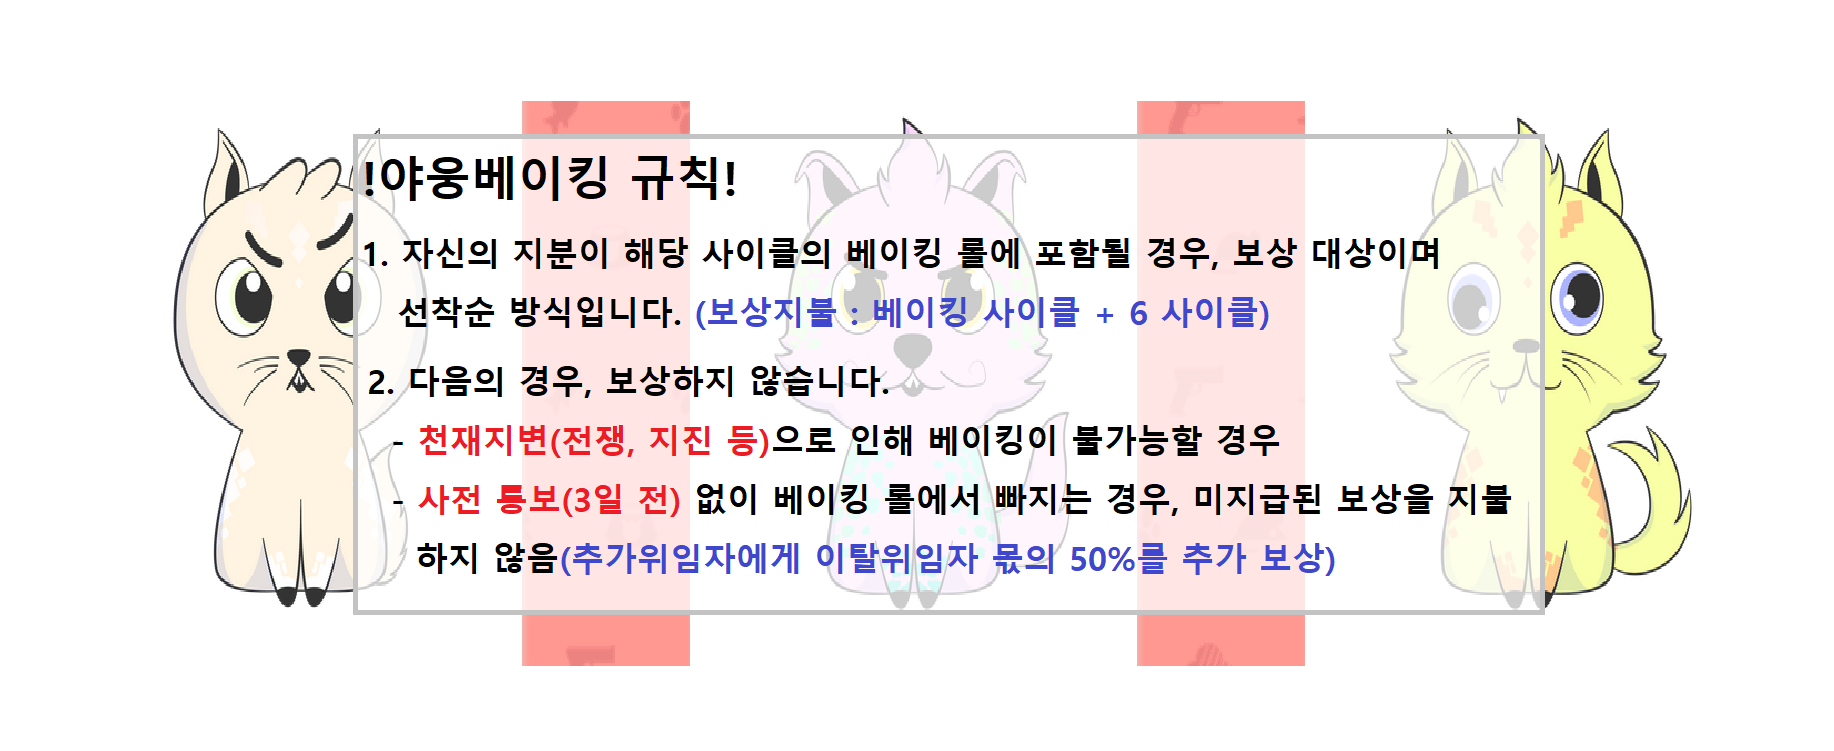 !야웅베이킹 규칙!
1. 자신의 지분이 해당 사이클의 베이킹 롤에 포함될 경우, 보상 대상이며
선착순 방식입니다. (보상지불 : 베이킹 사이클 + 6 사이클)
2. 다음의 경우, 보상하지 않습니다.
- 천재지변(전쟁, 지진 등)으로 인해 베이킹이 불가능할 경우
- 사전 통보(3일 전) 없이 베이킹 롤에서 빠지는 경우, 미지급된 보상을 지불
하지 않음(추가위임자에게 이탈위임자 몫의 50%를 추가 보상)